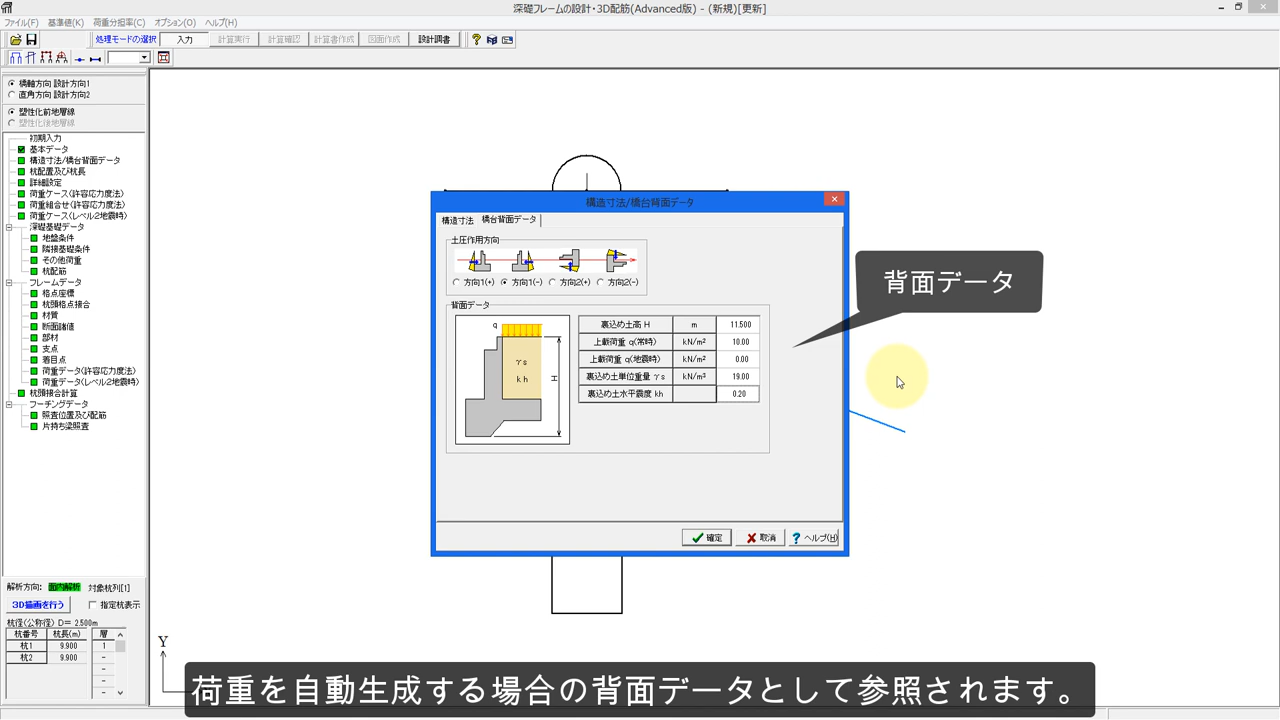 深礎フレームの設計・3D配筋(Advanced版) - (新規)[更新]
ファイル(F) 基準値(K) 荷重分担率(C) オプション(O) ヘルプ(H)
処理モードの選択 入力 計算実行 計算確認 計算書作成 図面作成 設計調書
橋軸方向 設計方向1
直角方向 設計方向2
塑性化前地層線
塑性化後地層線
初期入力
基本データ
構造寸法/橋台背面データ
杭配置及び杭長
詳細設定
荷重ケース(許容応力度法)
荷重組合せ(許容応力度法)
荷重ケース(レベル2地震時)
深礎基礎データ
地盤条件
隣接基礎条件
その他荷重
杭配筋
フレームデータ
格点座標
杭頭格点接合
材質
断面諸値
部材
支点
着目点
荷重データ(許容応力度法)
荷重データ(レベル2地震時)
杭頭接合計算
フーチングデータ
照査位置及び配筋
片持ち梁照査
解析方向: 面内解析 対象杭列[1]
3D描画を行う 指定杭表示
杭径(公称径) D= 2.500m
杭番号 杭長(m) 層
杭1 9.900 1
杭2 9.900 -
-
-
-
構造寸法/橋台背面データ
構造寸法 橋台背面データ
土圧作用方向
方向1(+) 方向1(-) 方向2(+) 方向2(-)
背面データ
q
γs
kh
H
裏込め土高 H m 11.500
上載荷重 q(常時) kN/m² 10.00
上載荷重 q(地震時) kN/m² 0.00
裏込め土単位重量 γs kN/m³ 19.00
裏込め土水平震度 kh 0.20
確定 取消 ヘルプ(H)
背面データ
Y
荷重を自動生成する場合の背面データとして参照されます。